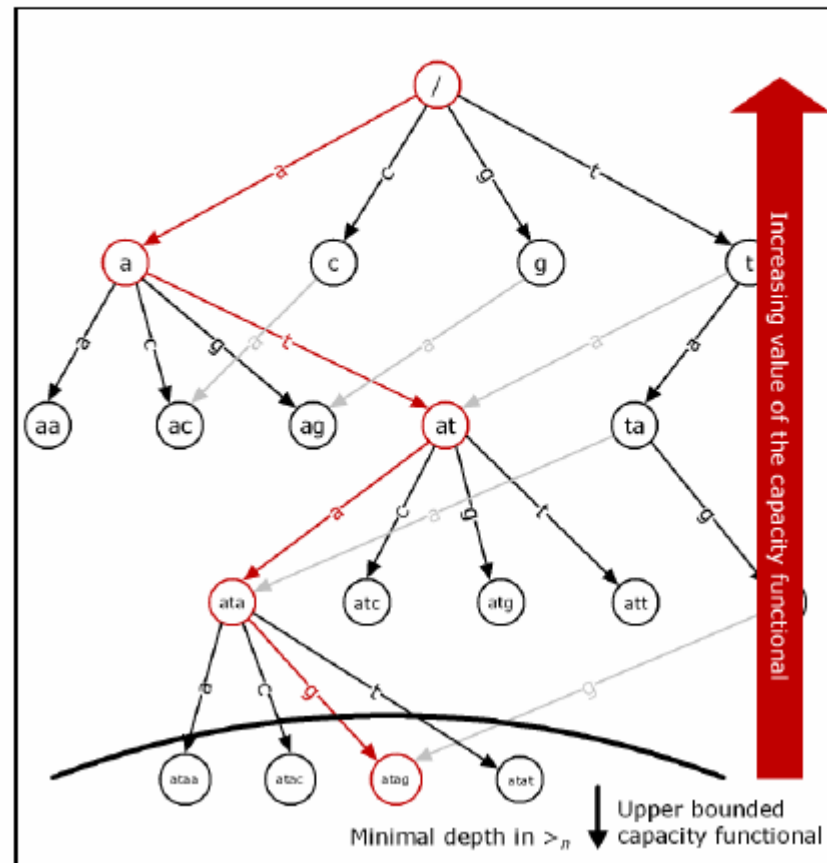 /
a c g t
a c g t
a c g a t a a a g
aa ac ag at ta
a c g t a
ata atc atg att
a c g t g
ataa atac atag atat
Increasing value of the capacity functional
Minimal depth in >n
Upper bounded
capacity functional